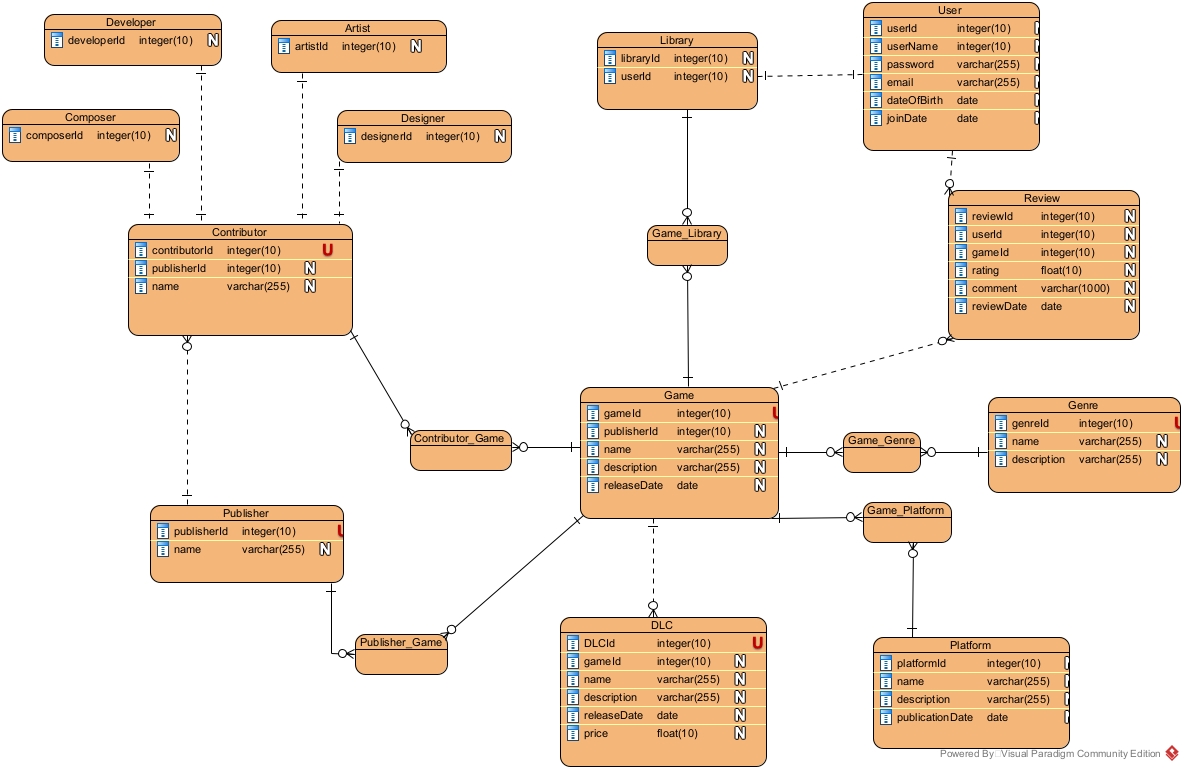 Developer
developerId integer(10) N
Artist
artistId integer(10) N
Library
libraryId integer(10) N
userId integer(10) N
User
userId integer(10)
userName integer(10)
password varchar(255)
email varchar(255)
dateOfBirth date
joinDate date
Composer
composerId integer(10) N
Designer
designerId integer(10) N
Contributor
contributorId integer(10) U
publisherId integer(10) N
name varchar(255) N
Game_Library
Review
reviewId integer(10) N
userId integer(10) N
gameId integer(10) N
rating float(10) N
comment varchar(1000) N
reviewDate date N
Game
gameId integer(10) U
publisherId integer(10) N
name varchar(255) N
description varchar(255) N
releaseDate date N
Contributor_Game
Game_Genre
Genre
genreId integer(10) U
name varchar(255) N
description varchar(255) N
Publisher
publisherId integer(10) U
name varchar(255) N
Game_Platform
Publisher_Game
DLC
DLCId integer(10) U
gameId integer(10) N
name varchar(255) N
description varchar(255) N
releaseDate date N
price float(10) N
Platform
platformId integer(10)
name varchar(255)
description varchar(255)
publicationDate date
Powered By Visual Paradigm Community Edition